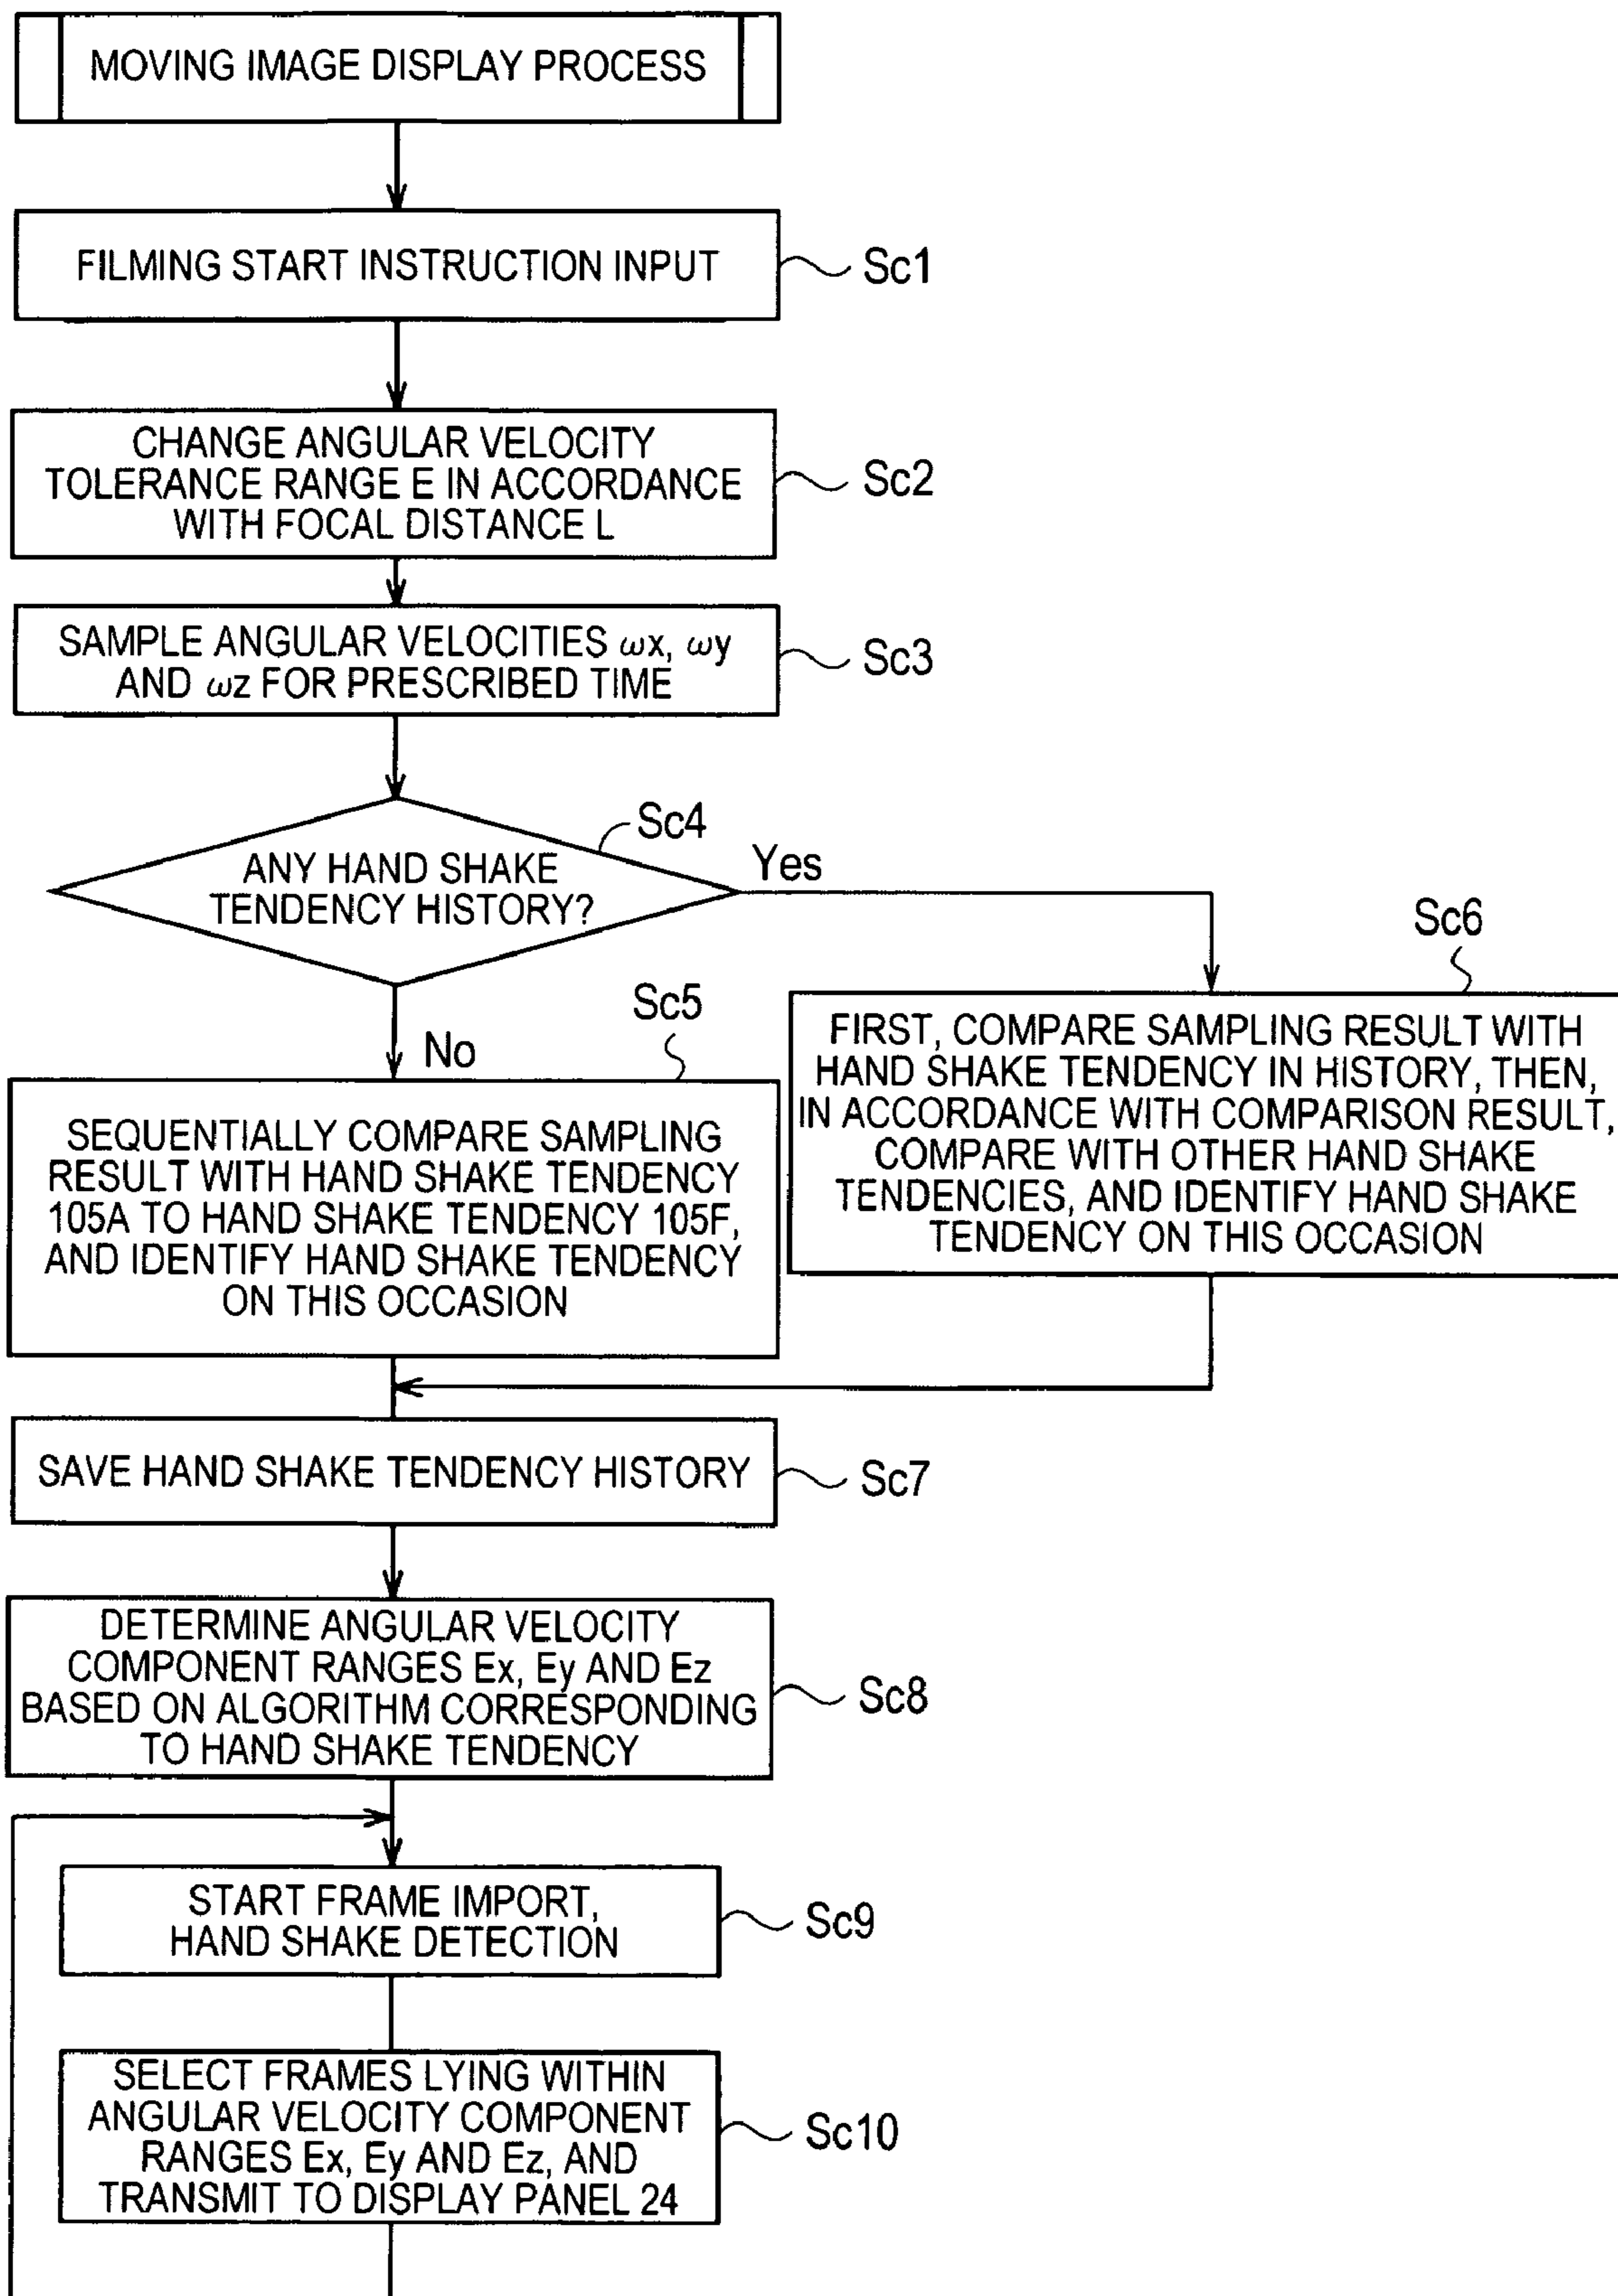 MOVING IMAGE DISPLAY PROCESS
FILMING START INSTRUCTION INPUT
Sc1
CHANGE ANGULAR VELOCITY
TOLERANCE RANGE E IN ACCORDANCE
WITH FOCAL DISTANCE L
Sc2
SAMPLE ANGULAR VELOCITIES ωx, ωy
AND ωz FOR PRESCRIBED TIME
Sc3
Sc4
ANY HAND SHAKE
TENDENCY HISTORY?
Yes
No
Sc5
SEQUENTIALLY COMPARE SAMPLING
RESULT WITH HAND SHAKE TENDENCY
105A TO HAND SHAKE TENDENCY 105F,
AND IDENTIFY HAND SHAKE TENDENCY
ON THIS OCCASION
Sc6
FIRST, COMPARE SAMPLING RESULT WITH
HAND SHAKE TENDENCY IN HISTORY, THEN,
IN ACCORDANCE WITH COMPARISON RESULT,
COMPARE WITH OTHER HAND SHAKE
TENDENCIES, AND IDENTIFY HAND SHAKE
TENDENCY ON THIS OCCASION
SAVE HAND SHAKE TENDENCY HISTORY
Sc7
DETERMINE ANGULAR VELOCITY
COMPONENT RANGES Ex, Ey AND Ez
BASED ON ALGORITHM CORRESPONDING
TO HAND SHAKE TENDENCY
Sc8
START FRAME IMPORT,
HAND SHAKE DETECTION
Sc9
SELECT FRAMES LYING WITHIN
ANGULAR VELOCITY COMPONENT
RANGES Ex, Ey AND Ez, AND
TRANSMIT TO DISPLAY PANEL 24
Sc10